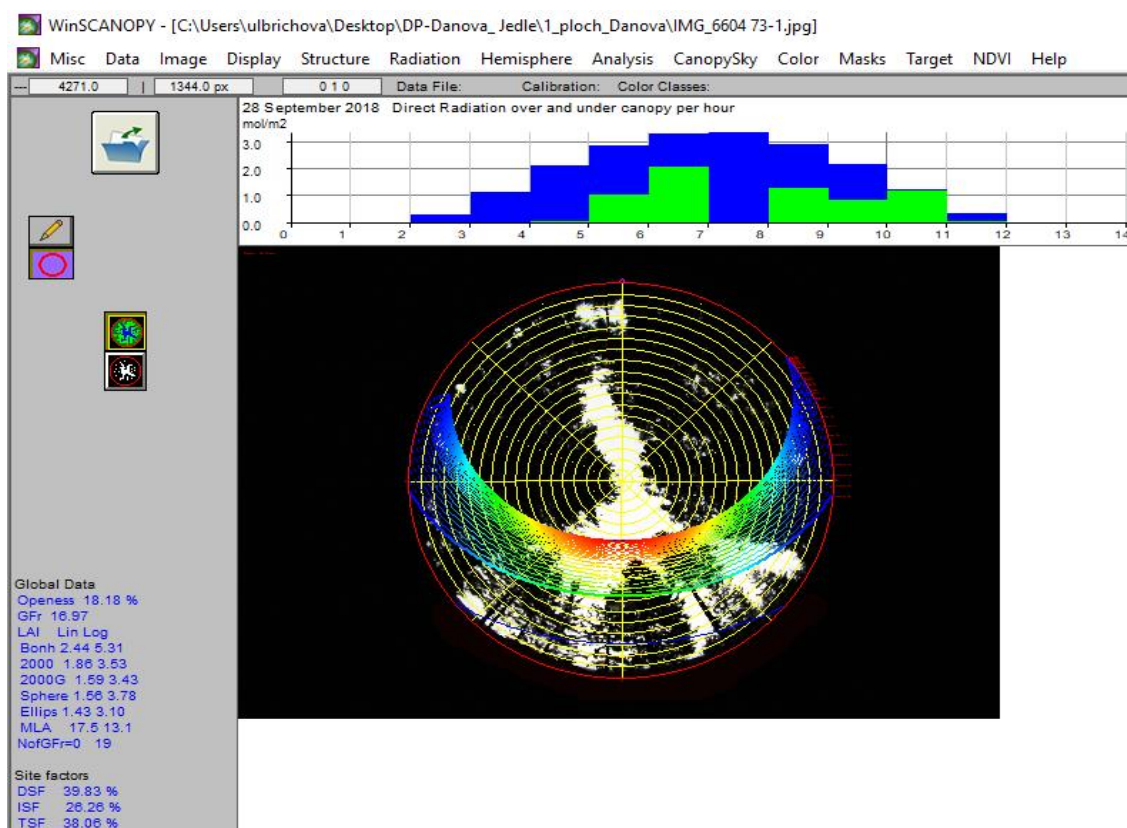 WinSCANOPY - [C:\Users\ulbrichova\Desktop\DP-Danova_ Jedle\1_ploch_Danova\IMG_6604 73-1.jpg]
Misc Data Image Display Structure Radiation Hemisphere Analysis CanopySky Color Masks Target NDVI Help
--- 4271.0 | 1344.0 px 0 1 0 Data File: Calibration: Color Classes:
28 September 2018 Direct Radiation over and under canopy per hour
mol/m2
3.0
2.0
1.0
0.0
0 1 2 3 4 5 6 7 8 9 10 11 12 13 14
Global Data
Openess 18.18 %
GFr 16.97
LAI Lin Log
Bonh 2.44 5.31
2000 1.86 3.53
2000G 1.59 3.43
Sphere 1.56 3.78
Ellips 1.43 3.10
MLA 17.5 13.1
NofGFr=0 19
Site factors
DSF 39.83 %
ISF 26.26 %
TSF 38.06 %